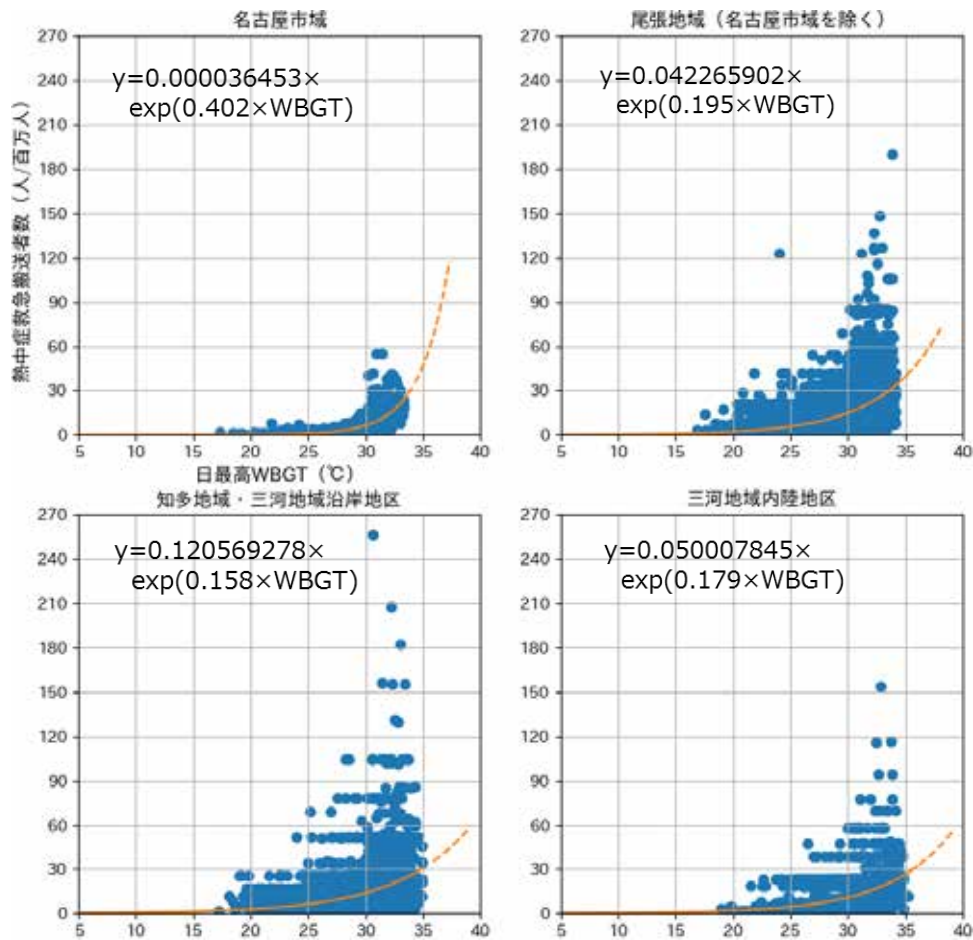 名古屋市域
尾張地域（名古屋市域を除く）
熱中症救急搬送者数（人/百万人）
270
240
210
180
150
120
90
60
30
0
y=0.000036453×
exp(0.402×WBGT)
5 10 15 20 25 30 35 40
日最高WBGT（℃）
270
240
210
180
150
120
90
60
30
0
y=0.042265902×
exp(0.195×WBGT)
5 10 15 20 25 30 35 40
知多地域・三河地域沿岸地区
270
240
210
180
150
120
90
60
30
0
y=0.120569278×
exp(0.158×WBGT)
5 10 15 20 25 30 35 40
三河地域内陸地区
270
240
210
180
150
120
90
60
30
0
y=0.050007845×
exp(0.179×WBGT)
5 10 15 20 25 30 35 40